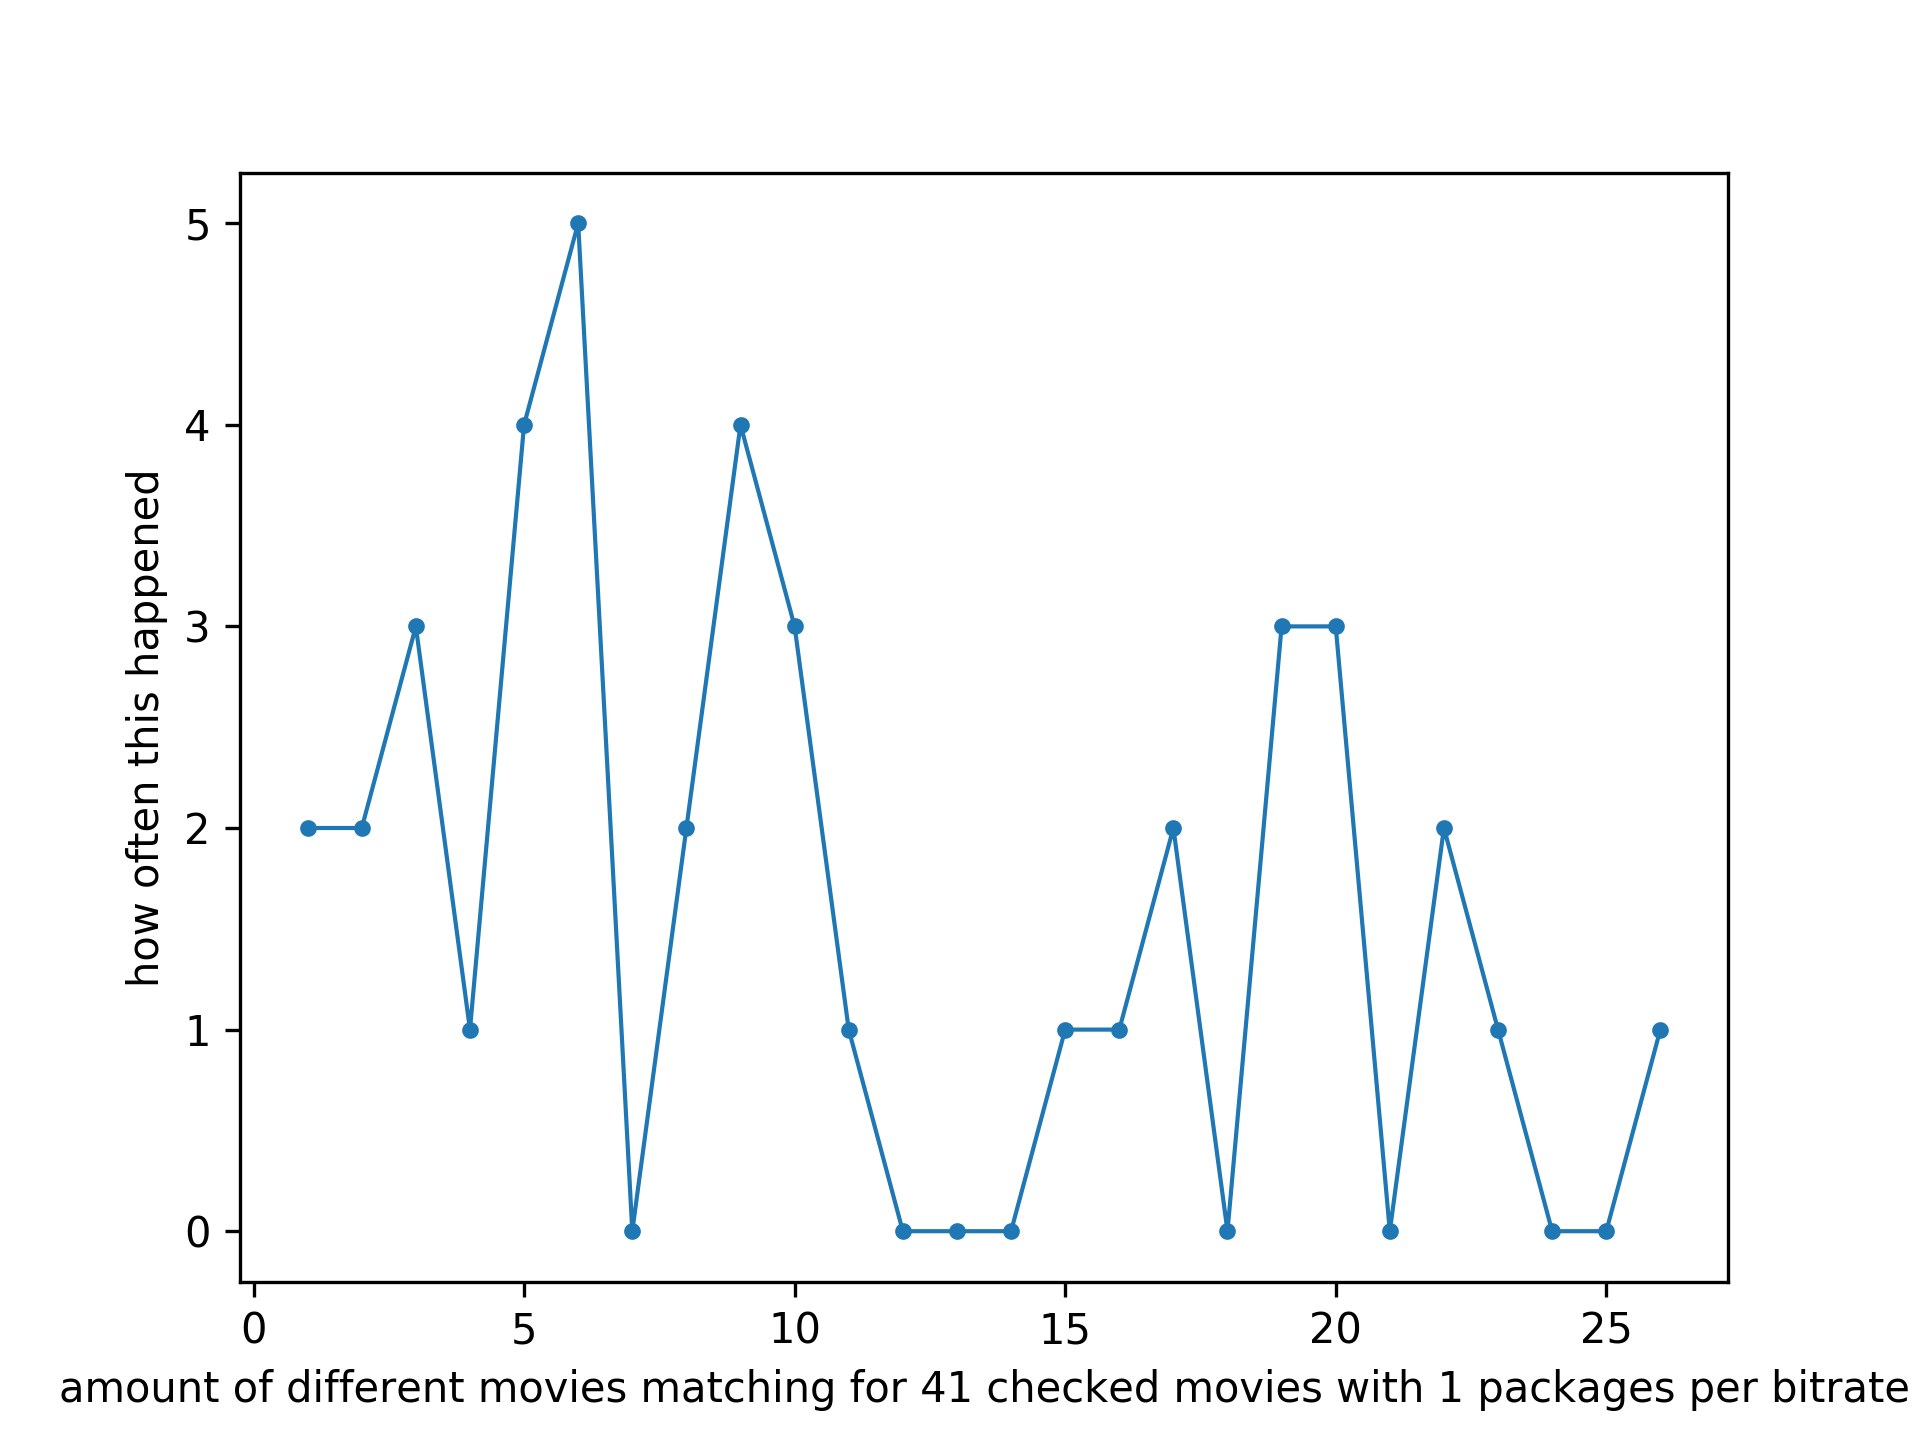 5
4
3
2
1
0
how often this happened
0 5 10 15 20 25
amount of different movies matching for 41 checked movies with 1 packages per bitrate